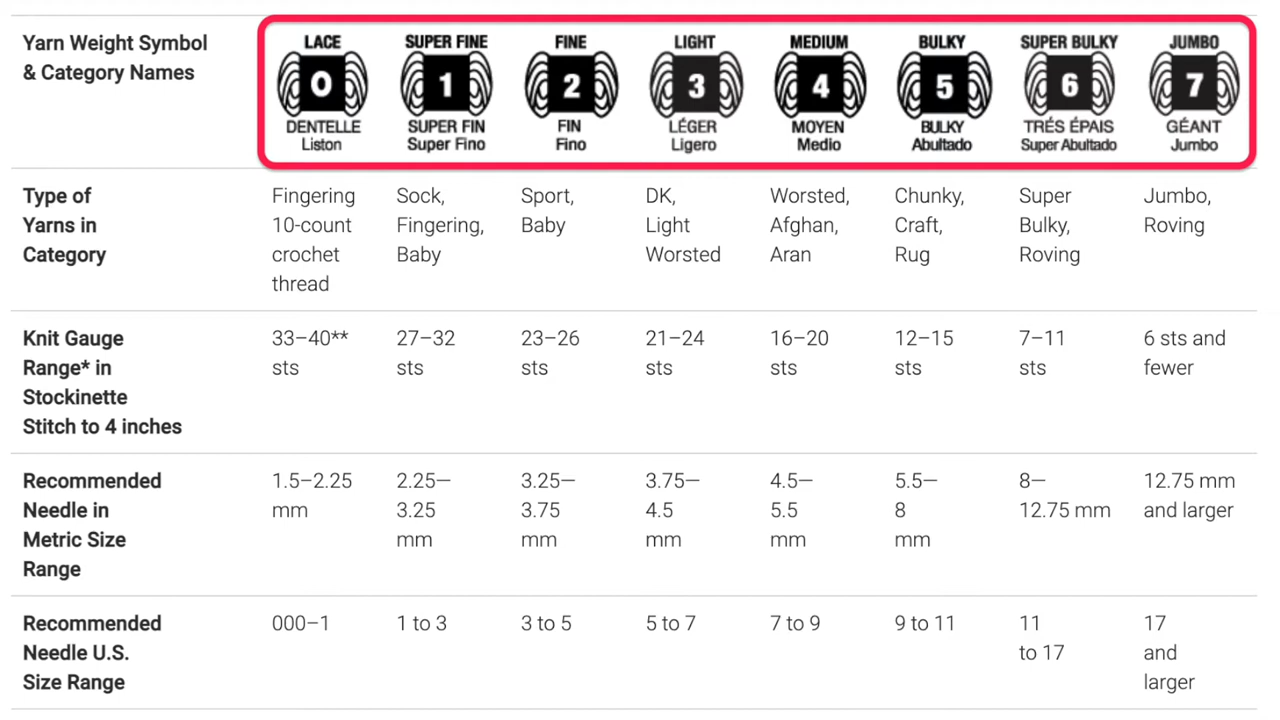 Yarn Weight Symbol
& Category Names
LACE SUPER FINE FINE LIGHT MEDIUM BULKY SUPER BULKY JUMBO
0 1 2 3 4 5 6 7
DENTELLE SUPER FIN FIN LÉGER MOYEN BULKY TRÉS ÉPAIS GÉANT
Liston Super Fino Fino Ligero Medio Abultado Super Abultado Jumbo
Type of Fingering Sock, Sport, DK, Worsted, Chunky, Super Jumbo,
Yarns in 10-count Fingering, Baby Light Afghan, Craft, Bulky, Roving
Category crochet Baby Worsted Aran Rug Roving
thread
Knit Gauge 33–40** 27–32 23–26 21–24 16–20 12–15 7–11 6 sts and
Range* in sts sts sts sts sts sts sts fewer
Stockinette
Stitch to 4 inches
Recommended 1.5–2.25 2.25— 3.25— 3.75— 4.5— 5.5— 8— 12.75 mm
Needle in mm 3.25 3.75 4.5 5.5 8 12.75 mm and larger
Metric Size mm mm mm mm mm
Range
Recommended 000–1 1 to 3 3 to 5 5 to 7 7 to 9 9 to 11 11 17
Needle U.S. to 17 and
Size Range larger